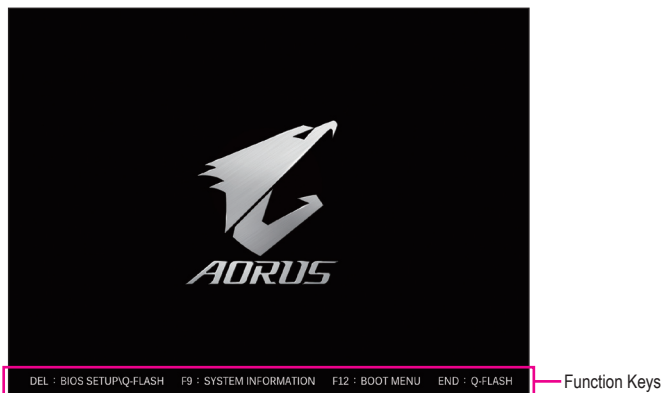 AORUS
DEL : BIOS SETUP\Q-FLASH F9 : SYSTEM INFORMATION F12 : BOOT MENU END : Q-FLASH
Function Keys